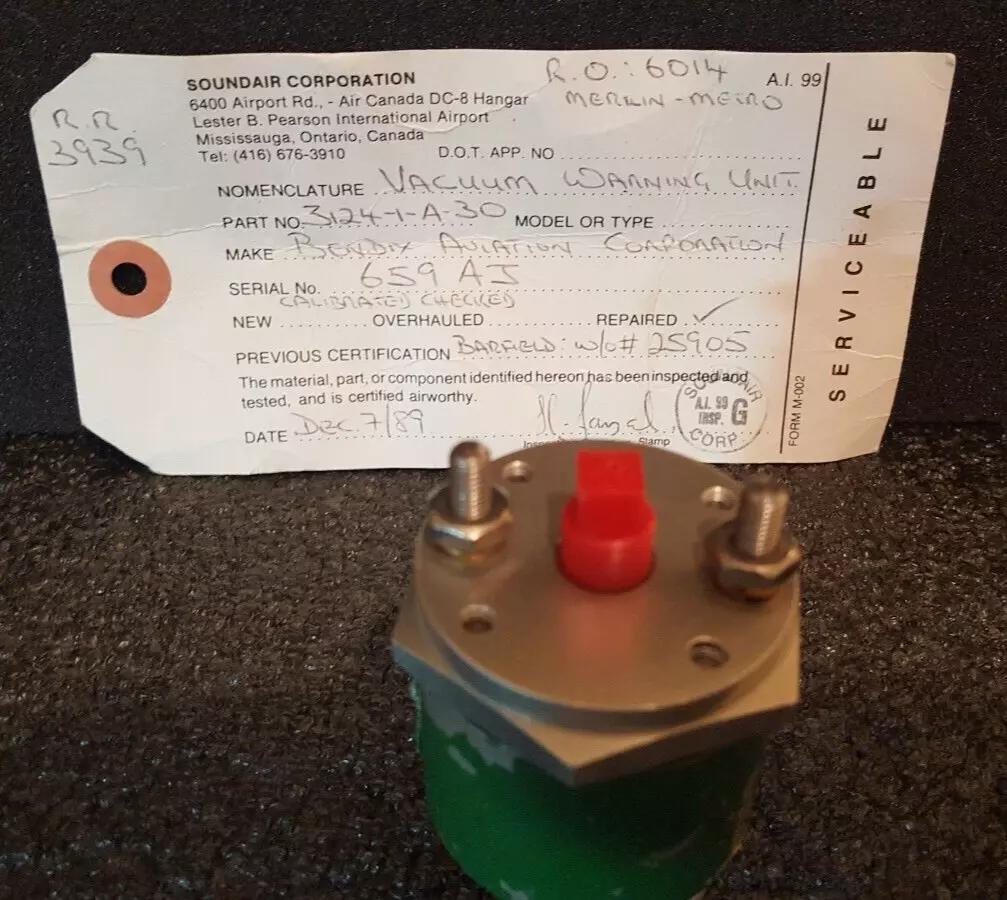 R.R.
3939
SOUNDAIR CORPORATION
R.O.: 6014
A.I. 99
6400 Airport Rd., - Air Canada DC-8 Hangar
MERLIN - METRO
Lester B. Pearson International Airport
Mississauga, Ontario, Canada
Tel: (416) 676-3910
D.O.T. APP. NO
NOMENCLATURE VACUUM WARNING UNIT.
PART NO. 3124-1-A-30 MODEL OR TYPE
MAKE BENDIX AVIATION CORPORATION
SERIAL No. 659 AJ
CALIBRATED CHECKED
NEW OVERHAULED REPAIRED ✓
PREVIOUS CERTIFICATION BARFIELD: W/O# 25905
The material, part, or component identified hereon has been inspected and
tested, and is certified airworthy.
DATE DEC. 7/89
Stamp
SOUNDAIR
A.I. 99
INSP. G
CORP.
FORM M-002
SERVICEABLE